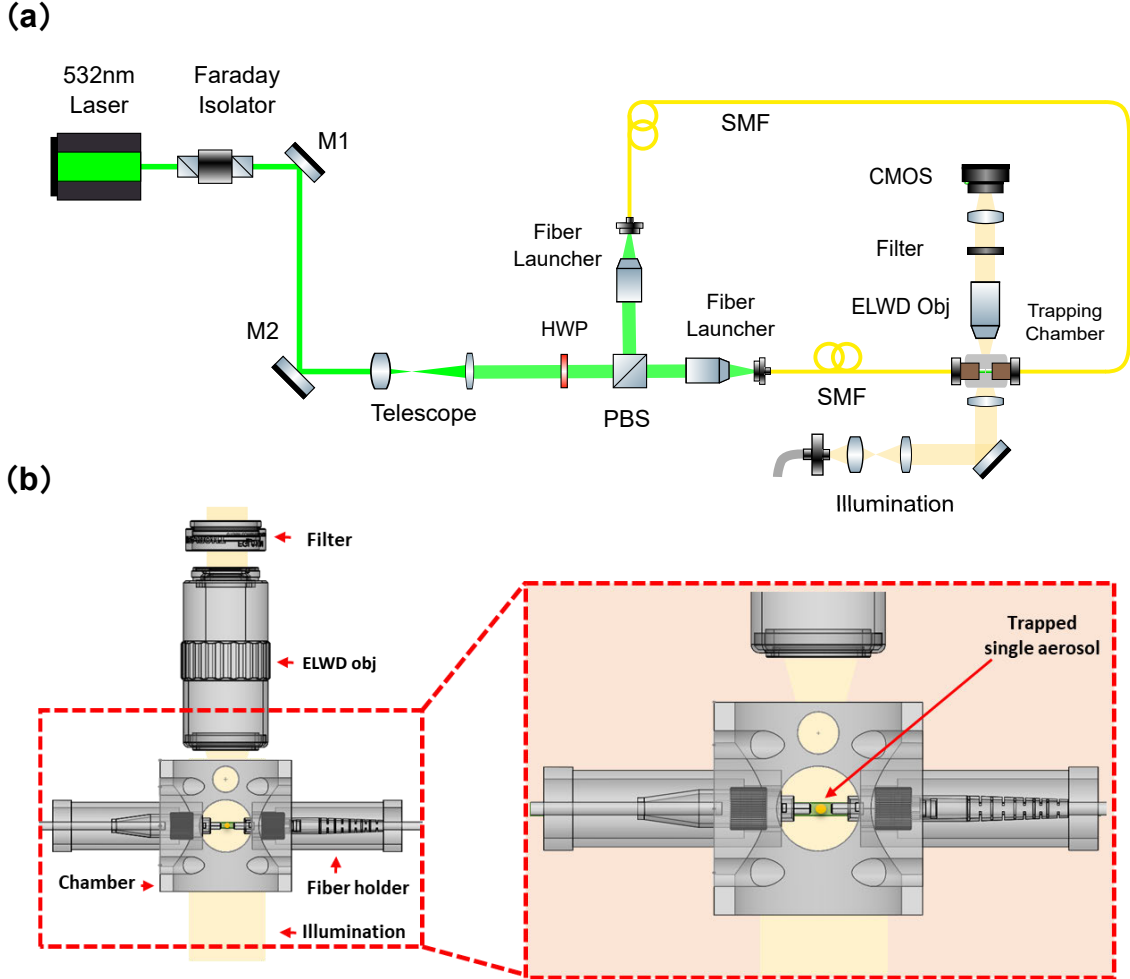 (a)
532nm
Laser
Faraday
Isolator
M1
M2
Telescope
HWP
PBS
Fiber
Launcher
Fiber
Launcher
SMF
SMF
CMOS
Filter
ELWD Obj
Trapping
Chamber
Illumination
(b)
Filter
ELWD obj
Chamber
Fiber holder
Illumination
Trapped
single aerosol